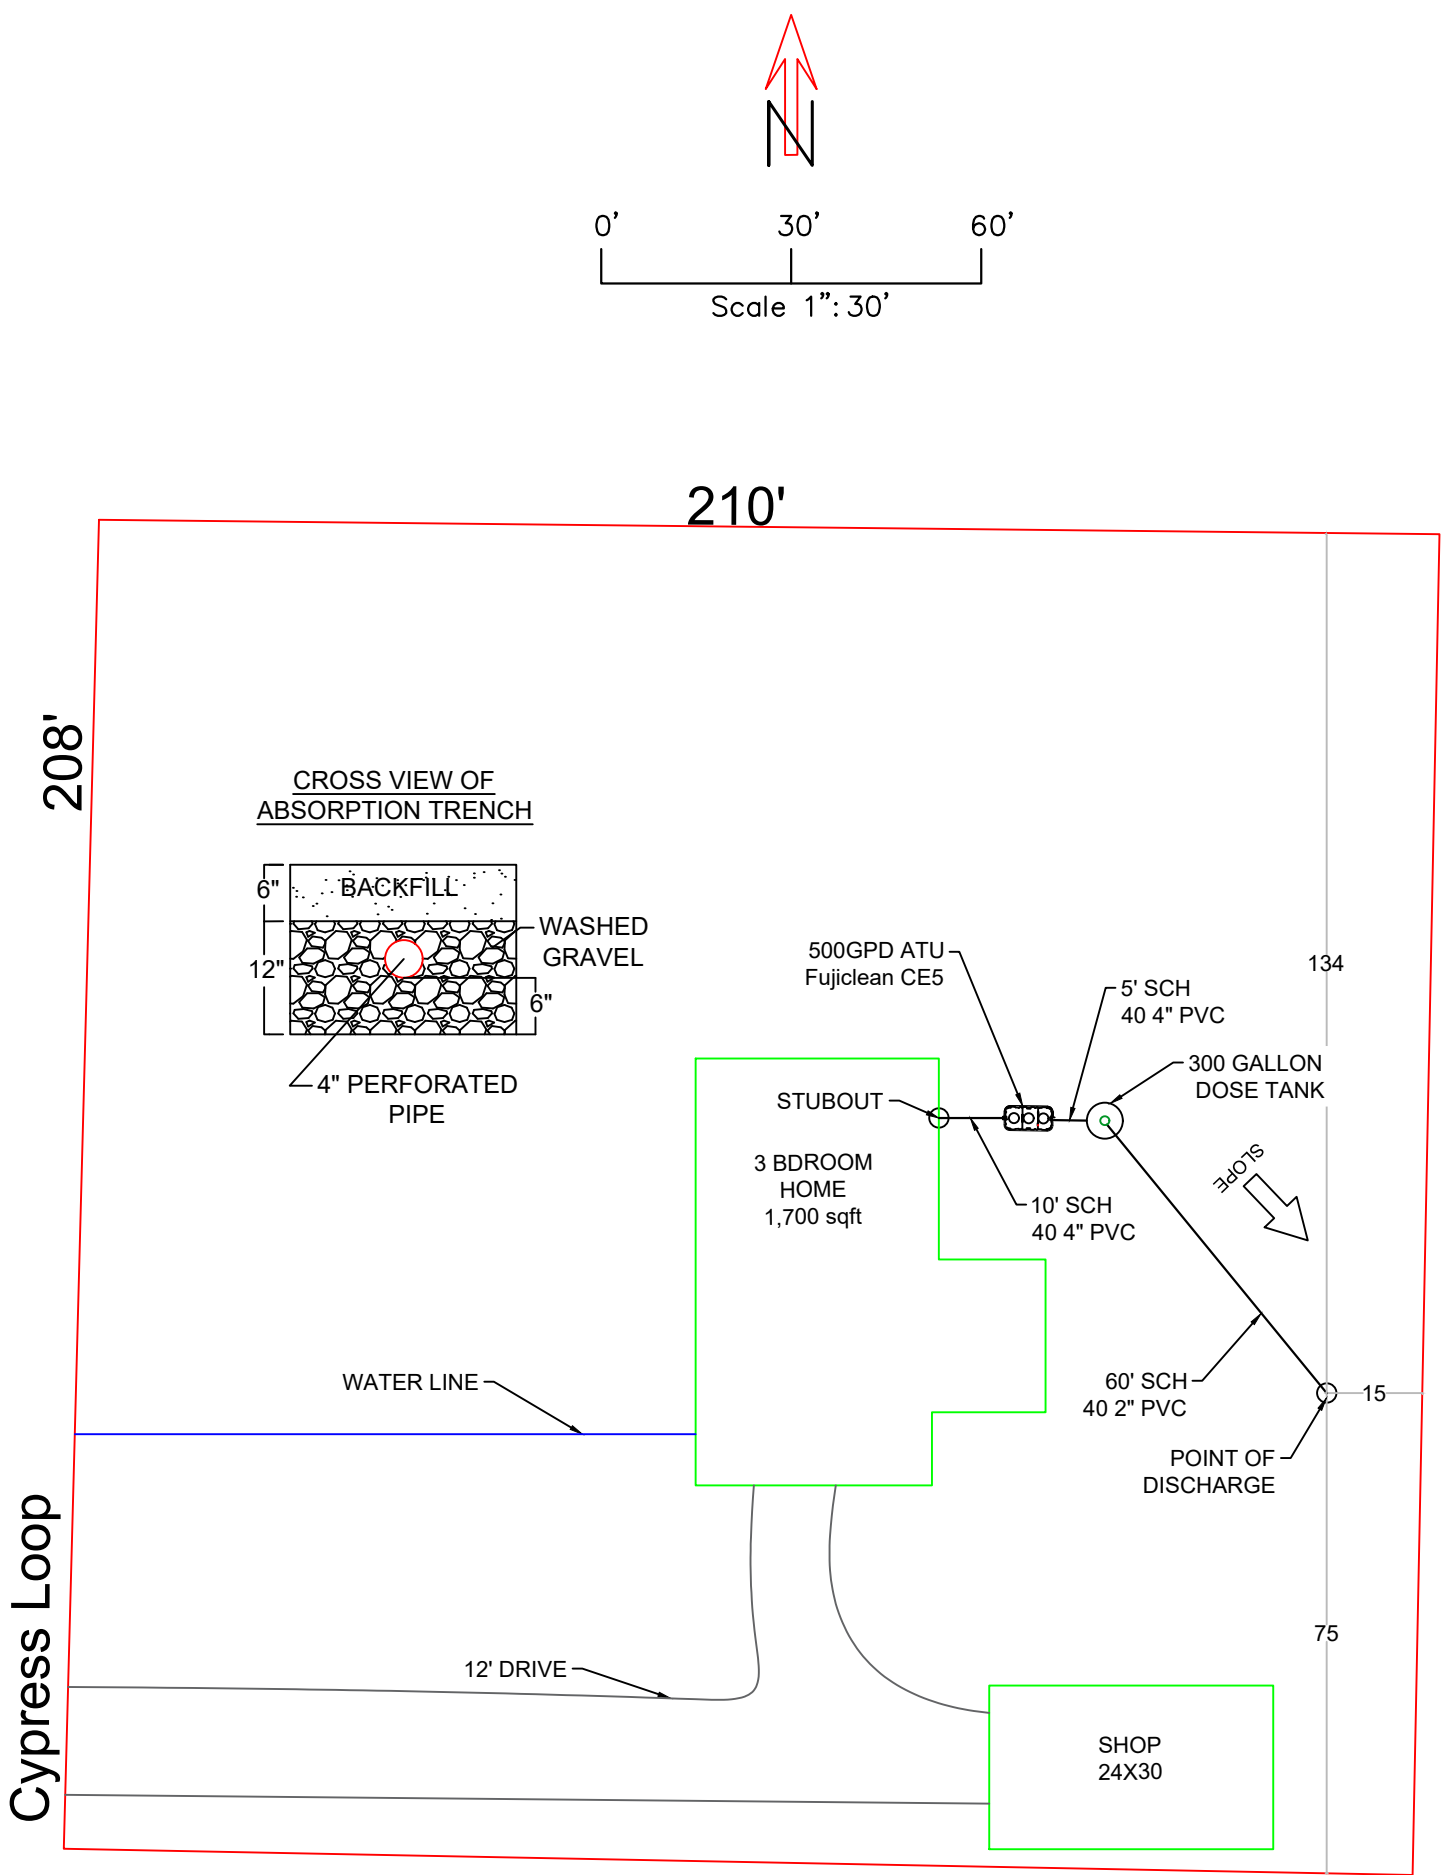 N
0' 30' 60'
Scale 1”: 30’
210'
208'
CROSS VIEW OF
ABSORPTION TRENCH
6"
BACKFILL
12"
WASHED
GRAVEL
6"
4" PERFORATED
PIPE
500GPD ATU
Fujiclean CE5
5' SCH
40 4" PVC
134
300 GALLON
DOSE TANK
STUBOUT
SLOPE
3 BDROOM
HOME
1,700 sqft
10' SCH
40 4" PVC
WATER LINE
60' SCH
40 2" PVC
15
POINT OF
DISCHARGE
Cypress Loop
75
12' DRIVE
SHOP
24X30